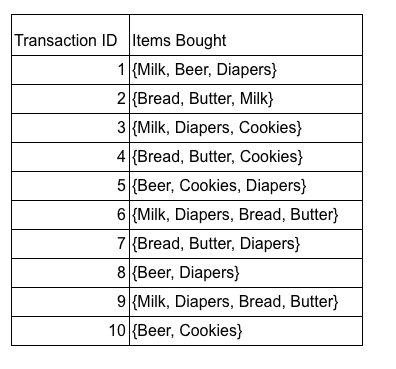 Transaction ID Items Bought
1 {Milk, Beer, Diapers}
2 {Bread, Butter, Milk}
3 {Milk, Diapers, Cookies}
4 {Bread, Butter, Cookies}
5 {Beer, Cookies, Diapers}
6 {Milk, Diapers, Bread, Butter}
7 {Bread, Butter, Diapers}
8 {Beer, Diapers}
9 {Milk, Diapers, Bread, Butter}
10 {Beer, Cookies}